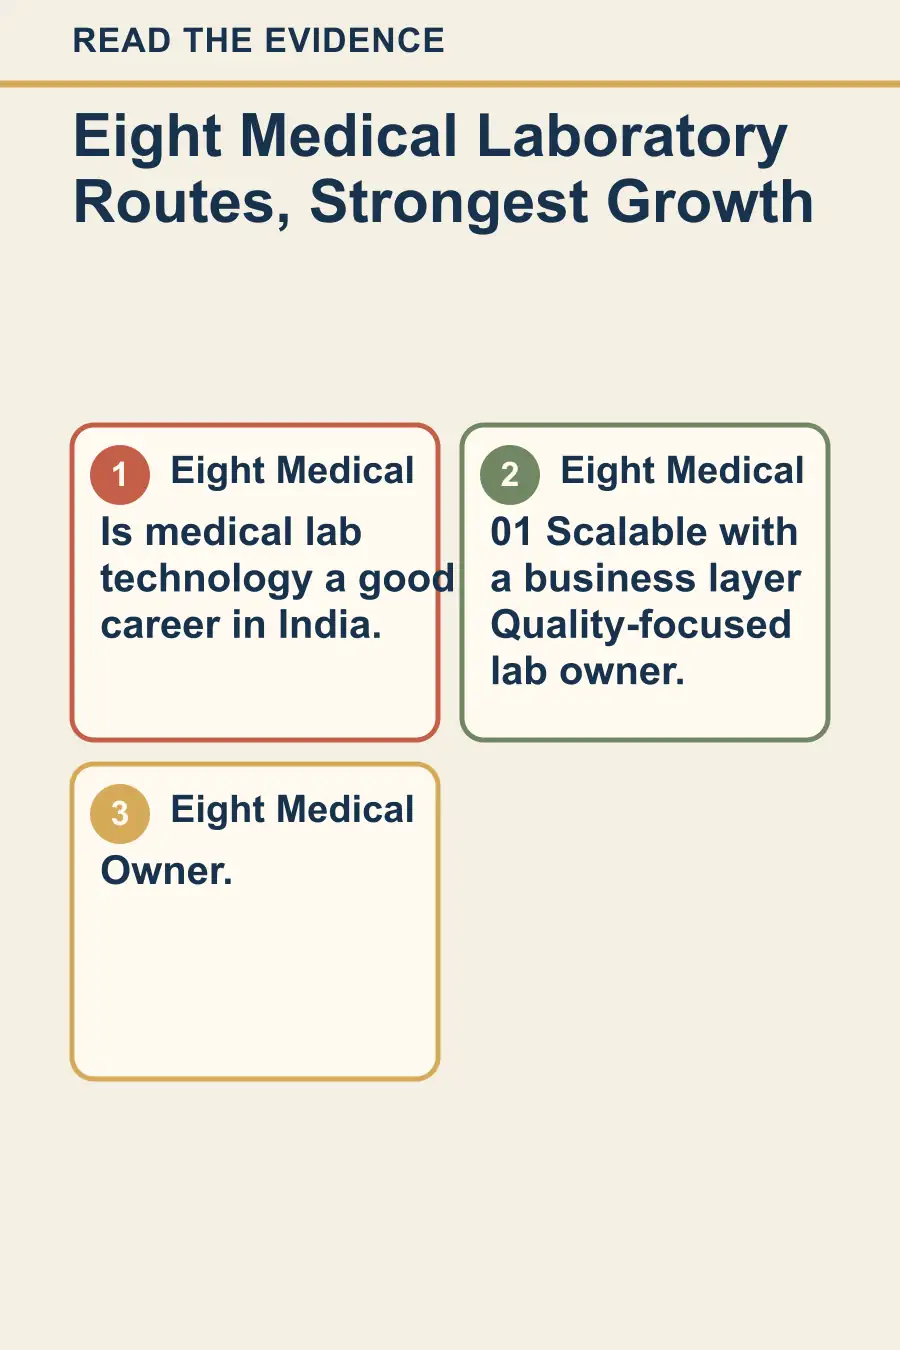 READ THE EVIDENCE
Eight Medical Laboratory
Routes, Strongest Growth
1 Eight Medical
Is medical lab
technology a good
career in India.
2 Eight Medical
01 Scalable with
a business layer
Quality-focused
lab owner.
3 Eight Medical
Owner.